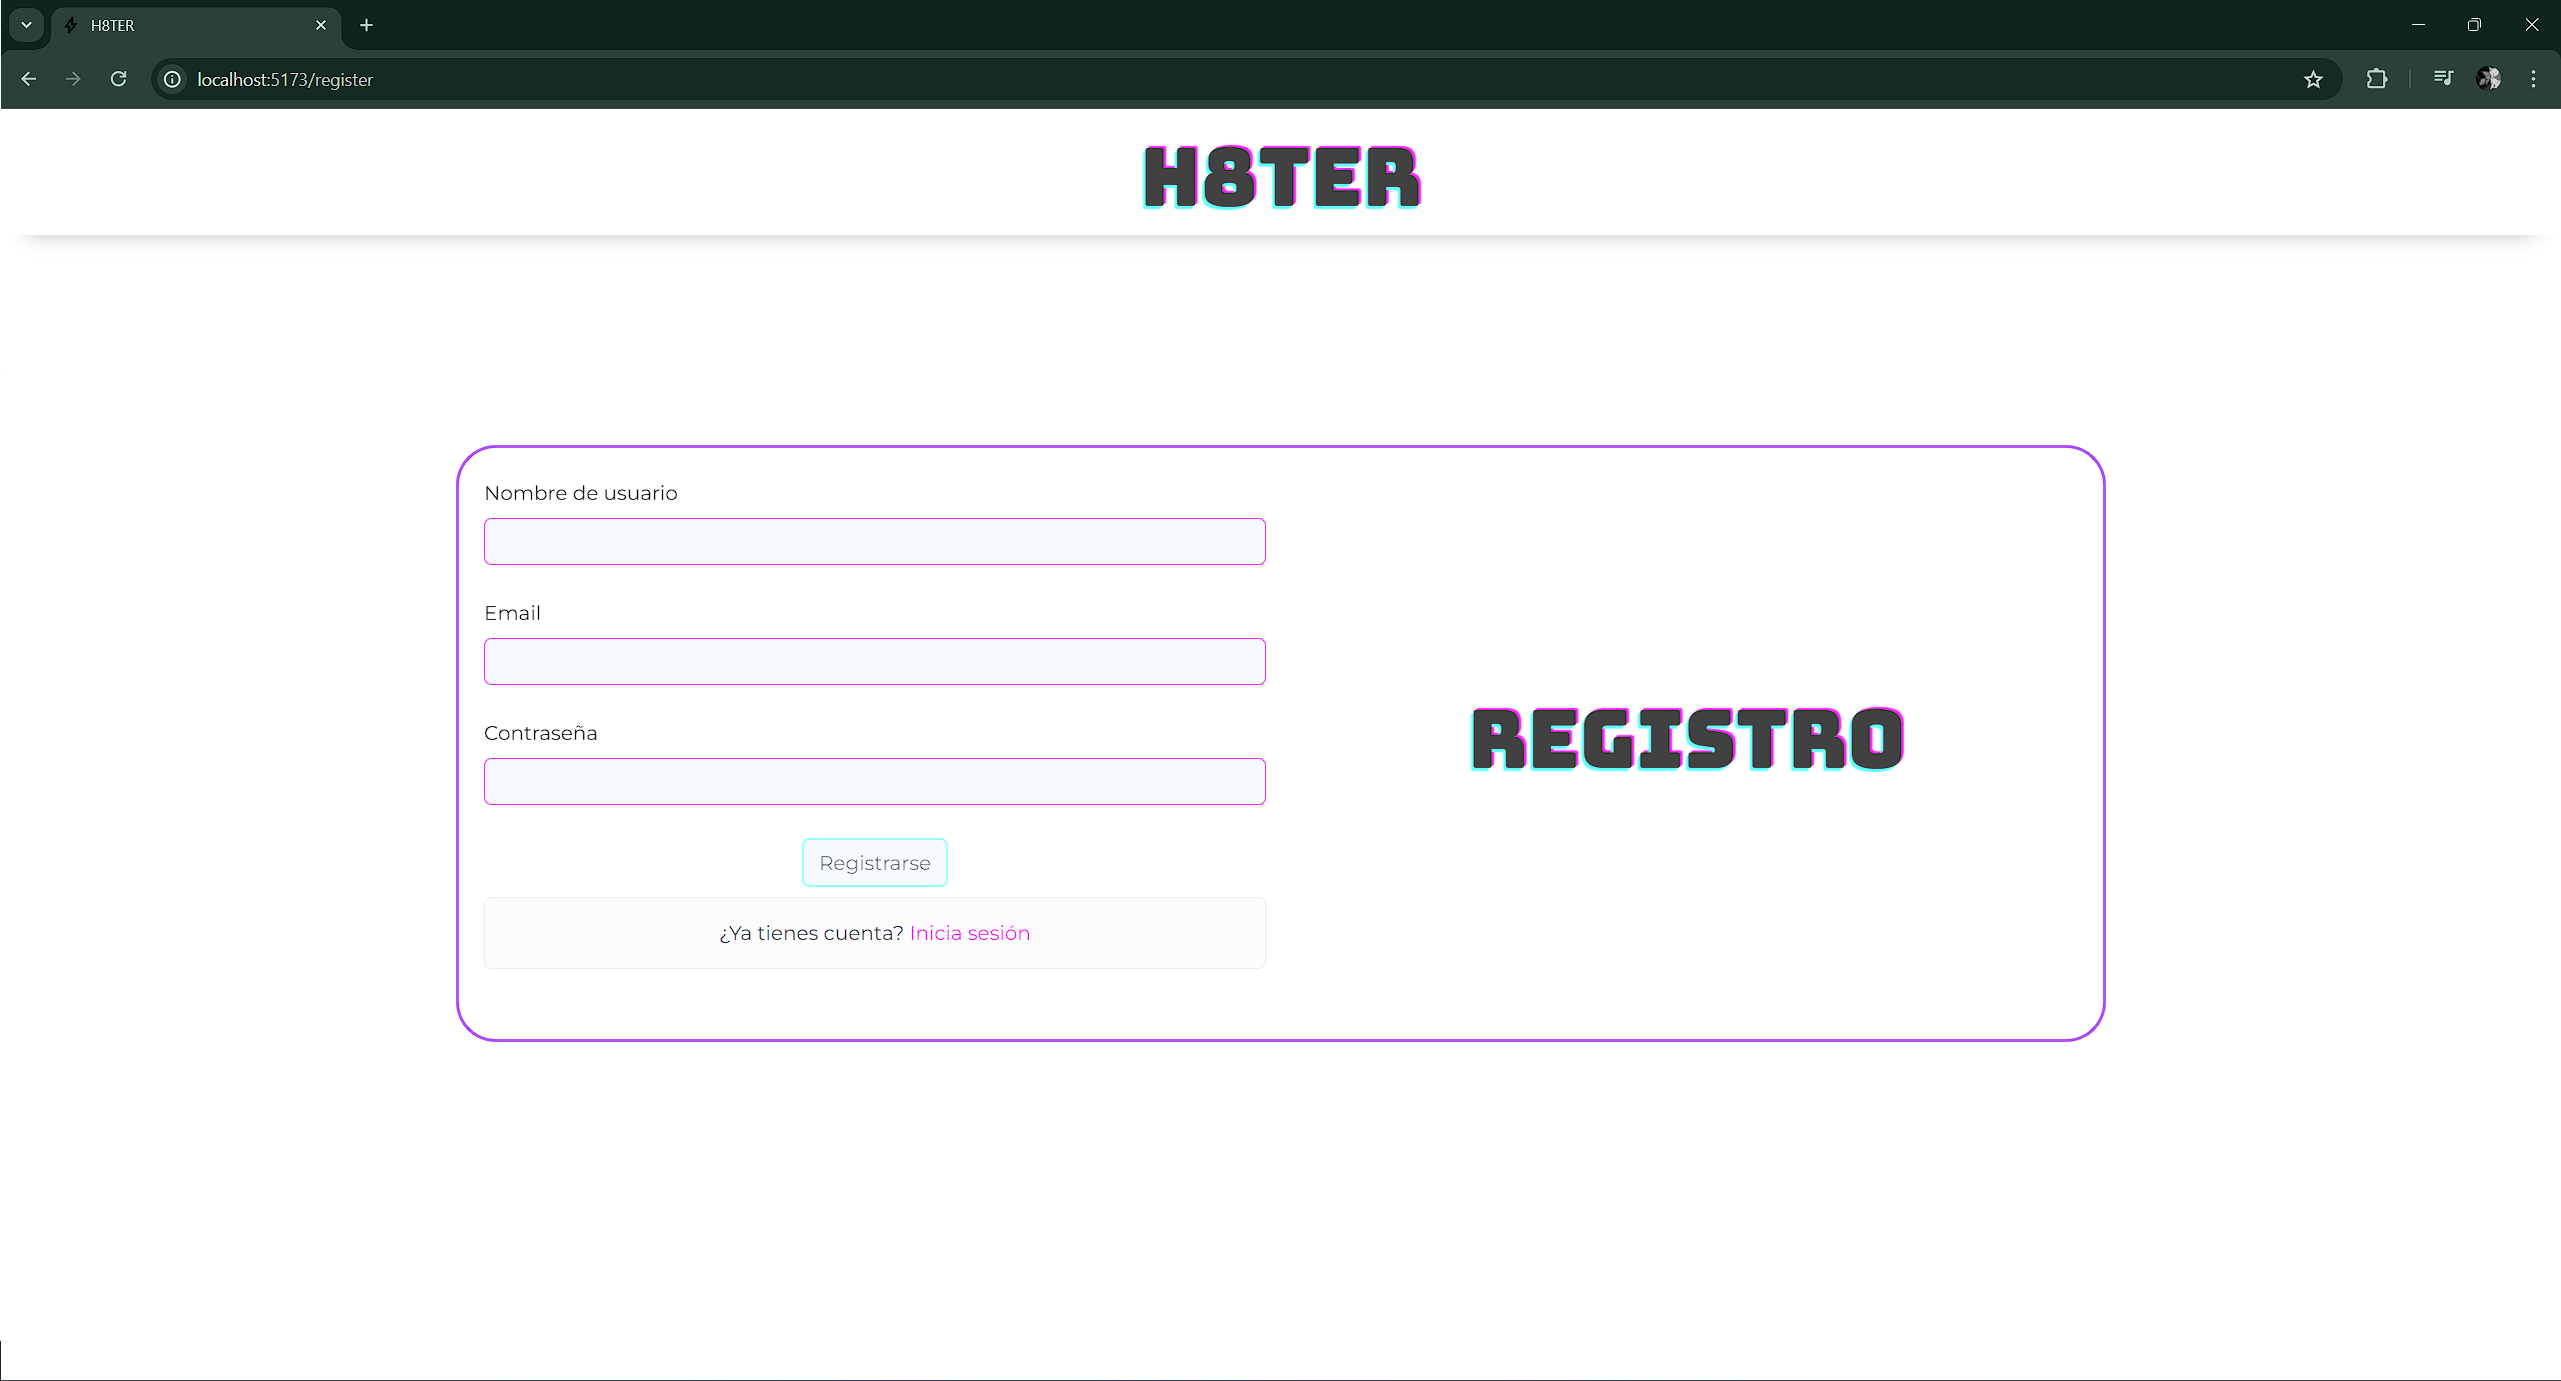 H8TER
localhost:5173/register
H8TER
Nombre de usuario
Email
Contraseña
REGISTRO
Registrarse
¿Ya tienes cuenta? Inicia sesión